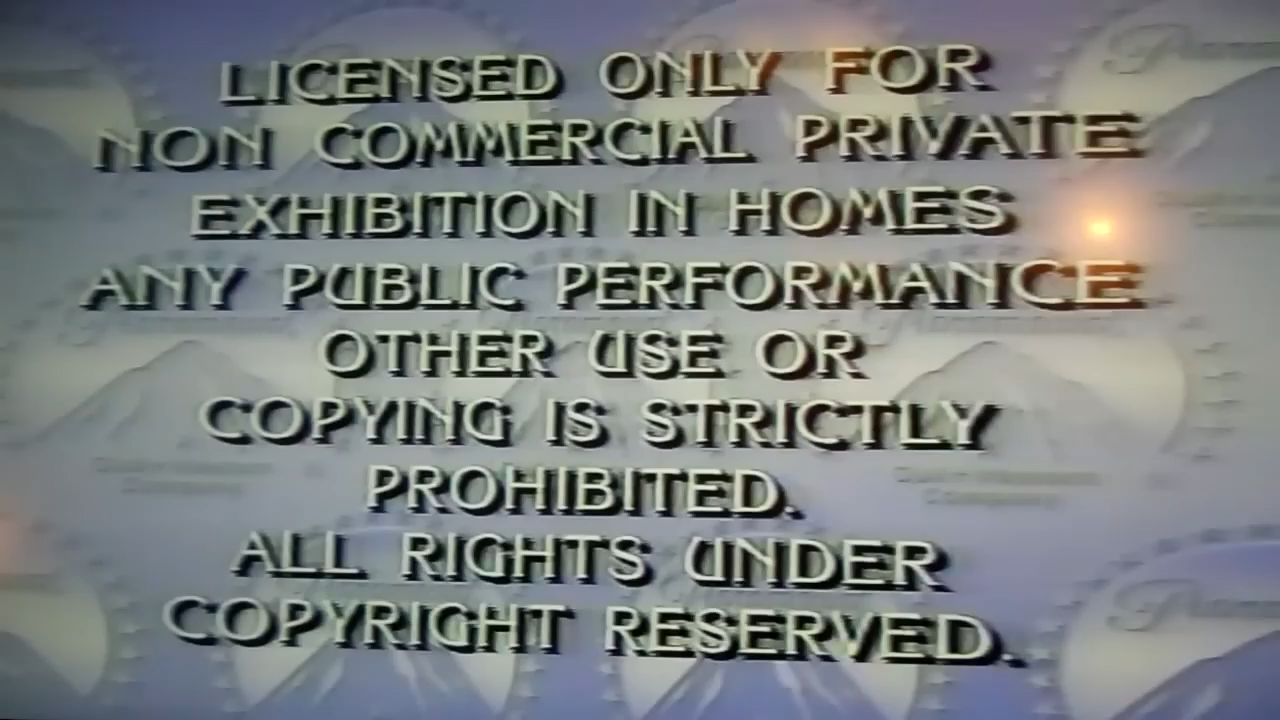 LICENSED ONLY FOR
NON COMMERCIAL PRIVATE
EXHIBITION IN HOMES
ANY PUBLIC PERFORMANCE
OTHER USE OR
COPYING IS STRICTLY
PROHIBITED.
ALL RIGHTS UNDER
COPYRIGHT RESERVED.